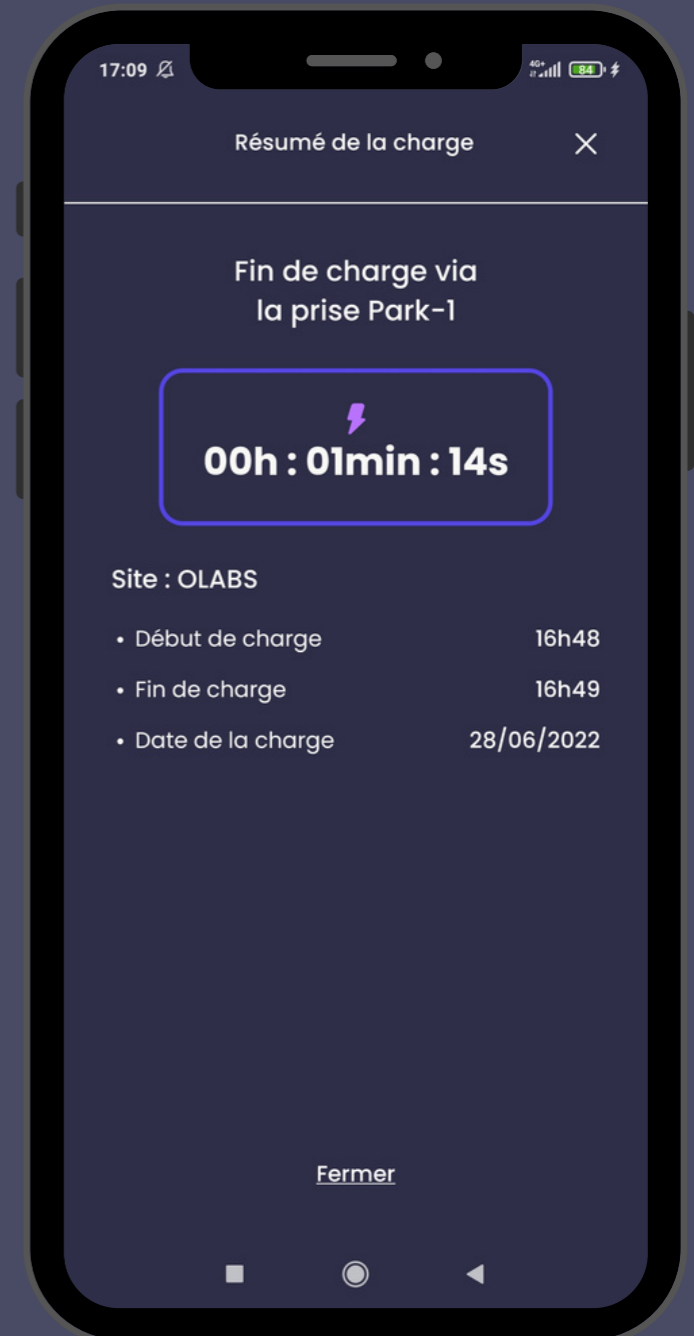 17:09
4G+
84
Résumé de la charge
Fin de charge via
la prise Park-1
00h : 01min : 14s
Site : OLABS
• Début de charge 16h48
• Fin de charge 16h49
• Date de la charge 28/06/2022
Fermer